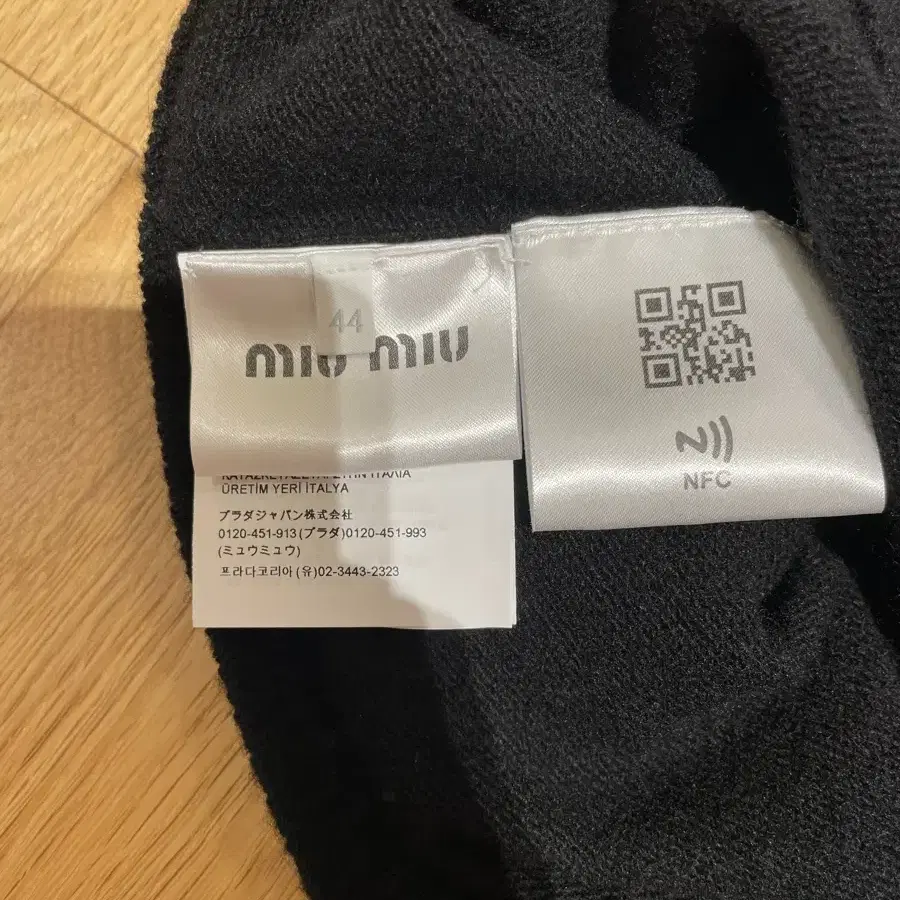 44
miu miu
ÜRETİM YERİ İTALYA
プラダジャパン株式会社
0120-451-913(プラダ)0120-451-993
(ミュウミュウ)
프라다코리아(유)02-3443-2323
NFC